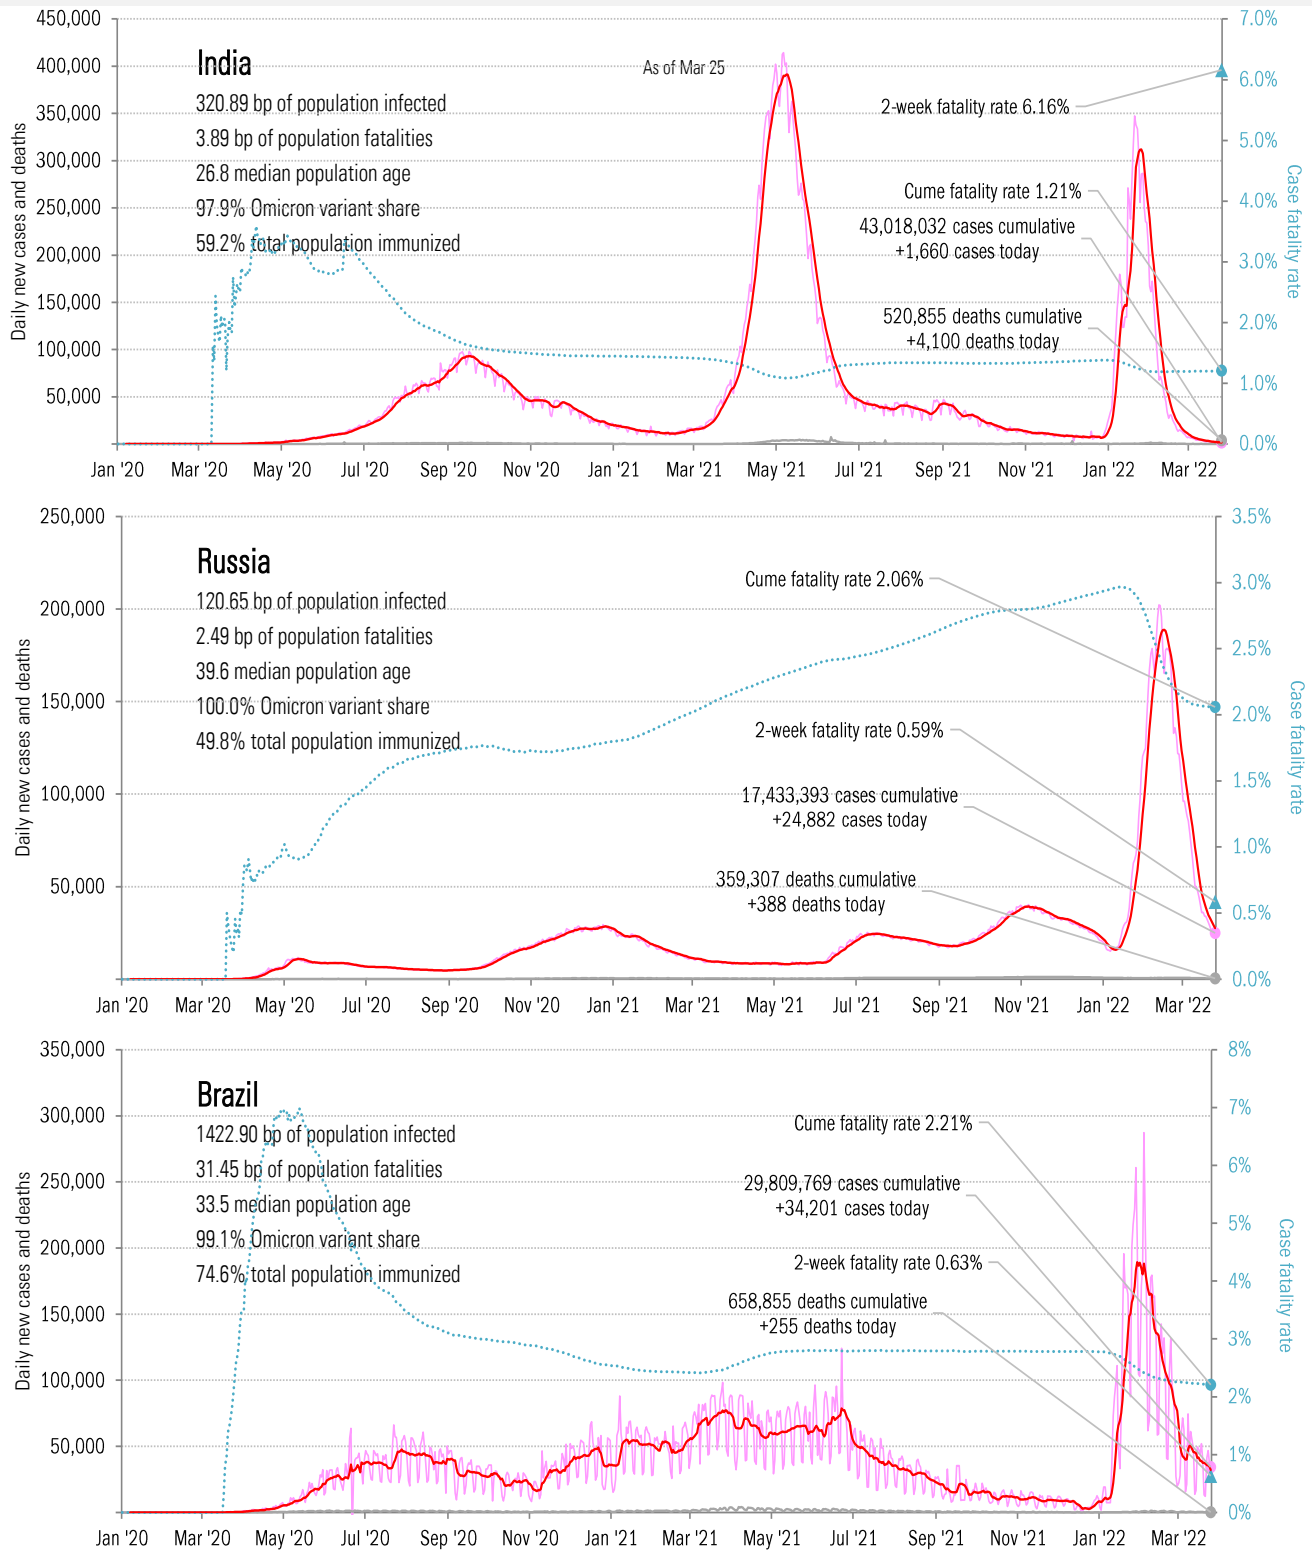 450,000
400,000
350,000
300,000
250,000
200,000
150,000
100,000
50,000
-
Daily new cases and deaths
India
320.89 bp of population infected
3.89 bp of population fatalities
26.8 median population age
97.9% Omicron variant share
59.2% total population immunized
As of Mar 25
2-week fatality rate 6.16%
Cume fatality rate 1.21%
43,018,032 cases cumulative
+1,660 cases today
520,855 deaths cumulative
+4,100 deaths today
7.0%
6.0%
5.0%
4.0%
3.0%
2.0%
1.0%
0.0%
Case fatality rate
Jan '20 Mar '20 May '20 Jul '20 Sep '20 Nov '20 Jan '21 Mar '21 May '21 Jul '21 Sep '21 Nov '21 Jan '22 Mar '22
250,000
200,000
150,000
100,000
50,000
-
Daily new cases and deaths
Russia
120.65 bp of population infected
2.49 bp of population fatalities
39.6 median population age
100.0% Omicron variant share
49.8% total population immunized
Cume fatality rate 2.06%
2-week fatality rate 0.59%
17,433,393 cases cumulative
+24,882 cases today
359,307 deaths cumulative
+388 deaths today
3.5%
3.0%
2.5%
2.0%
1.5%
1.0%
0.5%
0.0%
Case fatality rate
Jan '20 Mar '20 May '20 Jul '20 Sep '20 Nov '20 Jan '21 Mar '21 May '21 Jul '21 Sep '21 Nov '21 Jan '22 Mar '22
350,000
300,000
250,000
200,000
150,000
100,000
50,000
-
Daily new cases and deaths
Brazil
1422.90 bp of population infected
31.45 bp of population fatalities
33.5 median population age
99.1% Omicron variant share
74.6% total population immunized
Cume fatality rate 2.21%
29,809,769 cases cumulative
+34,201 cases today
2-week fatality rate 0.63%
658,855 deaths cumulative
+255 deaths today
8%
7%
6%
5%
4%
3%
2%
1%
0%
Case fatality rate
Jan '20 Mar '20 May '20 Jul '20 Sep '20 Nov '20 Jan '21 Mar '21 May '21 Jul '21 Sep '21 Nov '21 Jan '22 Mar '22